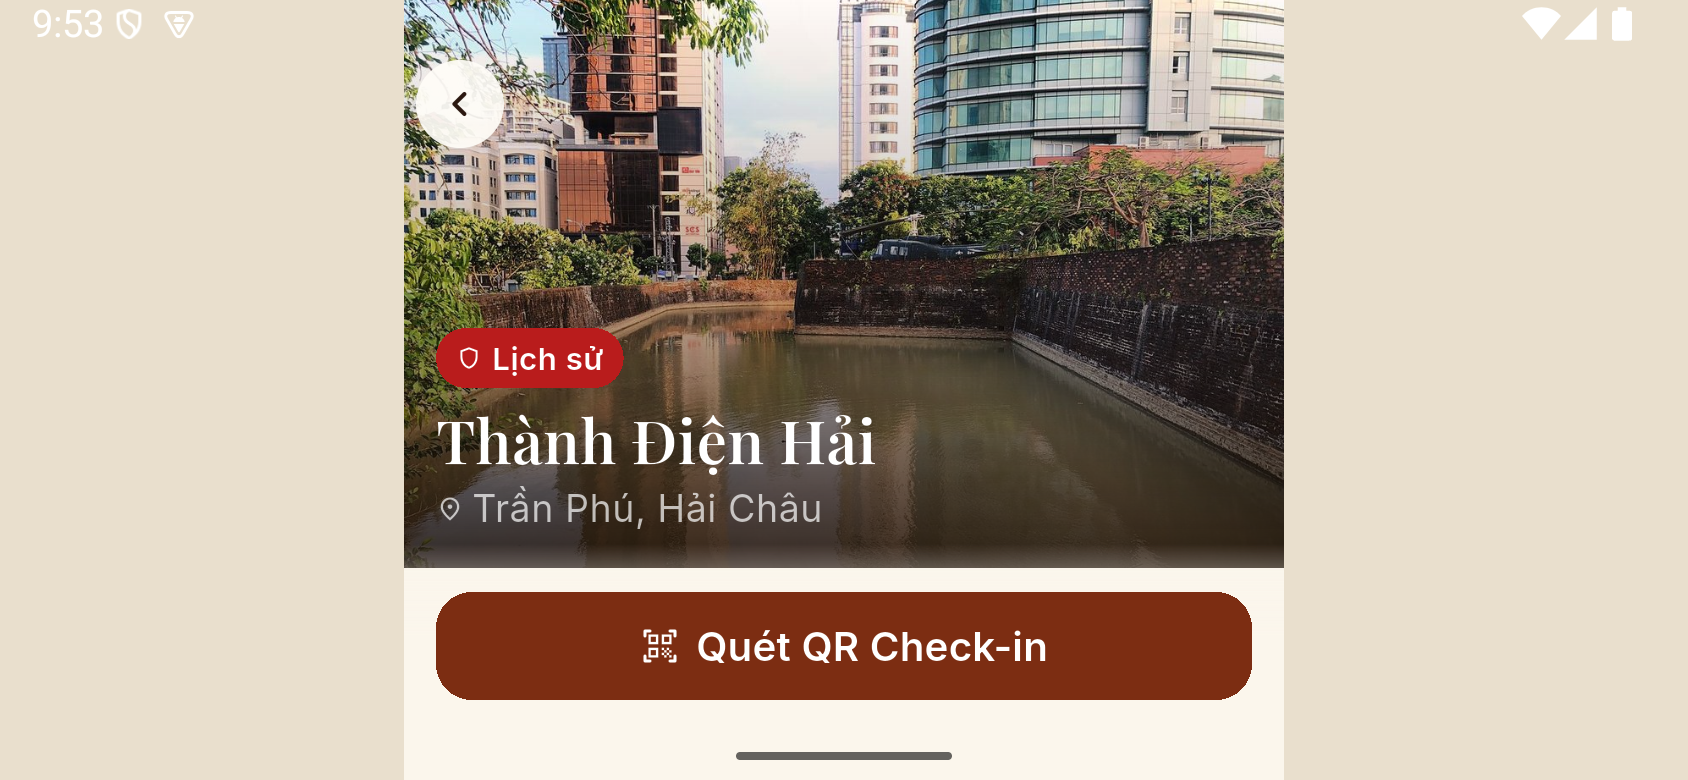 9:53
Lịch sử
Thành Điện Hải
Trần Phú, Hải Châu
Quét QR Check-in